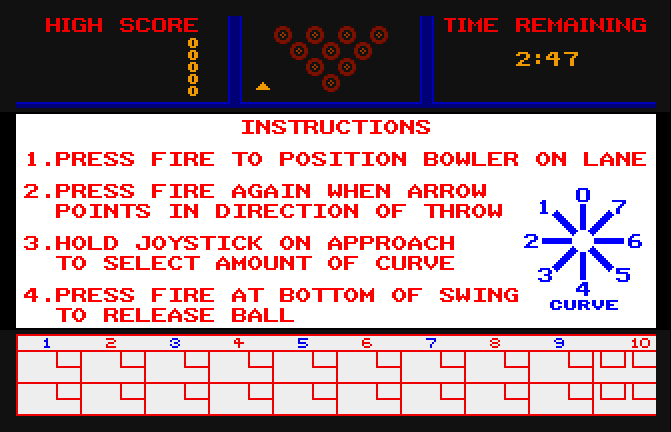 HIGH SCORE
0
0
0
0
0
TIME REMAINING
2:47
INSTRUCTIONS
1.PRESS FIRE TO POSITION BOWLER ON LANE
2.PRESS FIRE AGAIN WHEN ARROW
POINTS IN DIRECTION OF THROW
3.HOLD JOYSTICK ON APPROACH
TO SELECT AMOUNT OF CURVE
4.PRESS FIRE AT BOTTOM OF SWING
TO RELEASE BALL
0
1 7
2 6
3 5
4
CURVE
1 2 3 4 5 6 7 8 9 10